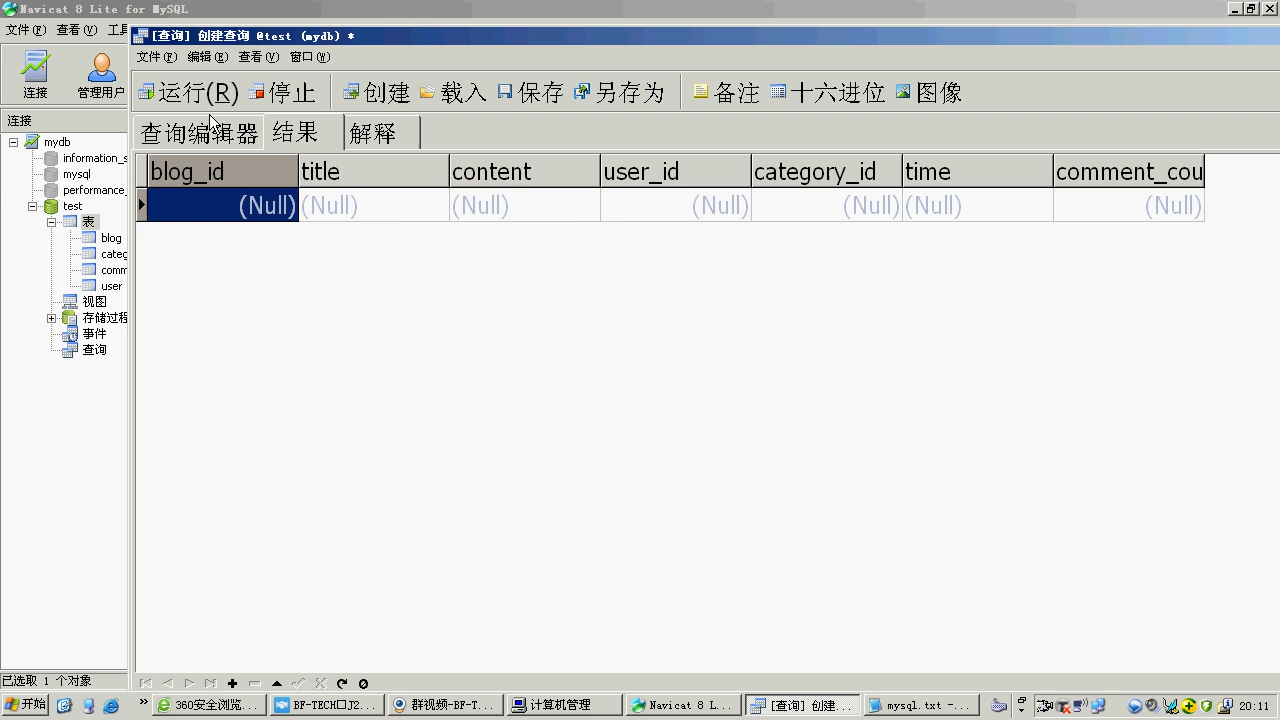 Navicat 8 Lite for MySQL
文件(F) 查看(V) 工具
[查询] 创建查询 @test (mydb) *
文件(F) 编辑(E) 查看(V) 窗口(W)
连接 管理用户
运行(R) 停止 创建 载入 保存 另存为 备注 十六进位 图像
连接
查询编辑器 结果 解释
mydb
information_s
mysql
performance_
test
表
blog
categ
comm
user
视图
存储过程
事件
查询
blog_id title content user_id category_id time comment_cou
(Null) (Null) (Null) (Null) (Null) (Null) (Null)
已选取 1 个对象
开始 360安全浏览... BF-TECH口J2... 群视频-BF-T... 计算机管理 Navicat 8 L... [查询] 创建... mysql.txt -... 20:11